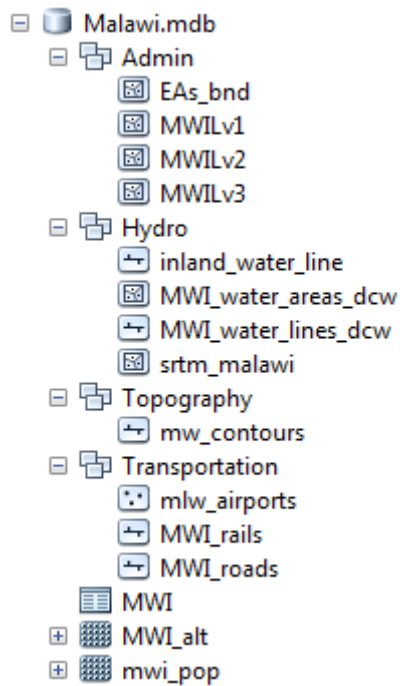 Malawi.mdb
Admin
EAs_bnd
MWILv1
MWILv2
MWILv3
Hydro
inland_water_line
MWI_water_areas_dcw
MWI_water_lines_dcw
srtm_malawi
Topography
mw_contours
Transportation
mlw_airports
MWI_rails
MWI_roads
MWI
MWI_alt
mwi_pop